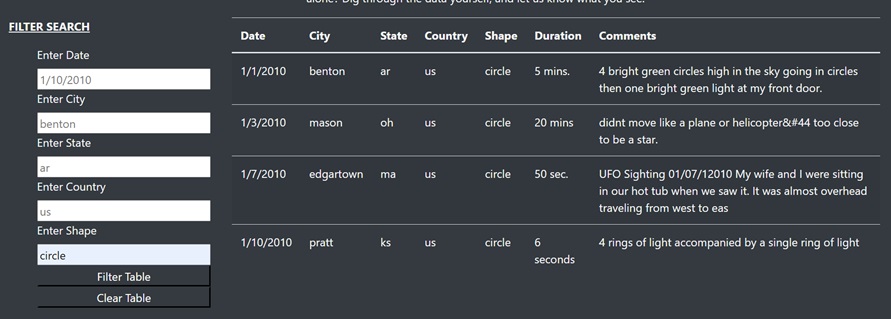 alone? Dig through the data yourself, and let us know what you see.
FILTER SEARCH
Enter Date
1/10/2010
Enter City
benton
Enter State
ar
Enter Country
us
Enter Shape
circle
Filter Table
Clear Table
Date City State Country Shape Duration Comments
1/1/2010 benton ar us circle 5 mins. 4 bright green circles high in the sky going in circles
then one bright green light at my front door.
1/3/2010 mason oh us circle 20 mins didnt move like a plane or helicopter&#44 too close
to be a star.
1/7/2010 edgartown ma us circle 50 sec. UFO Sighting 01/07/12010 My wife and I were sitting
in our hot tub when we saw it. It was almost overhead
traveling from west to eas
1/10/2010 pratt ks us circle 6 4 rings of light accompanied by a single ring of light
seconds